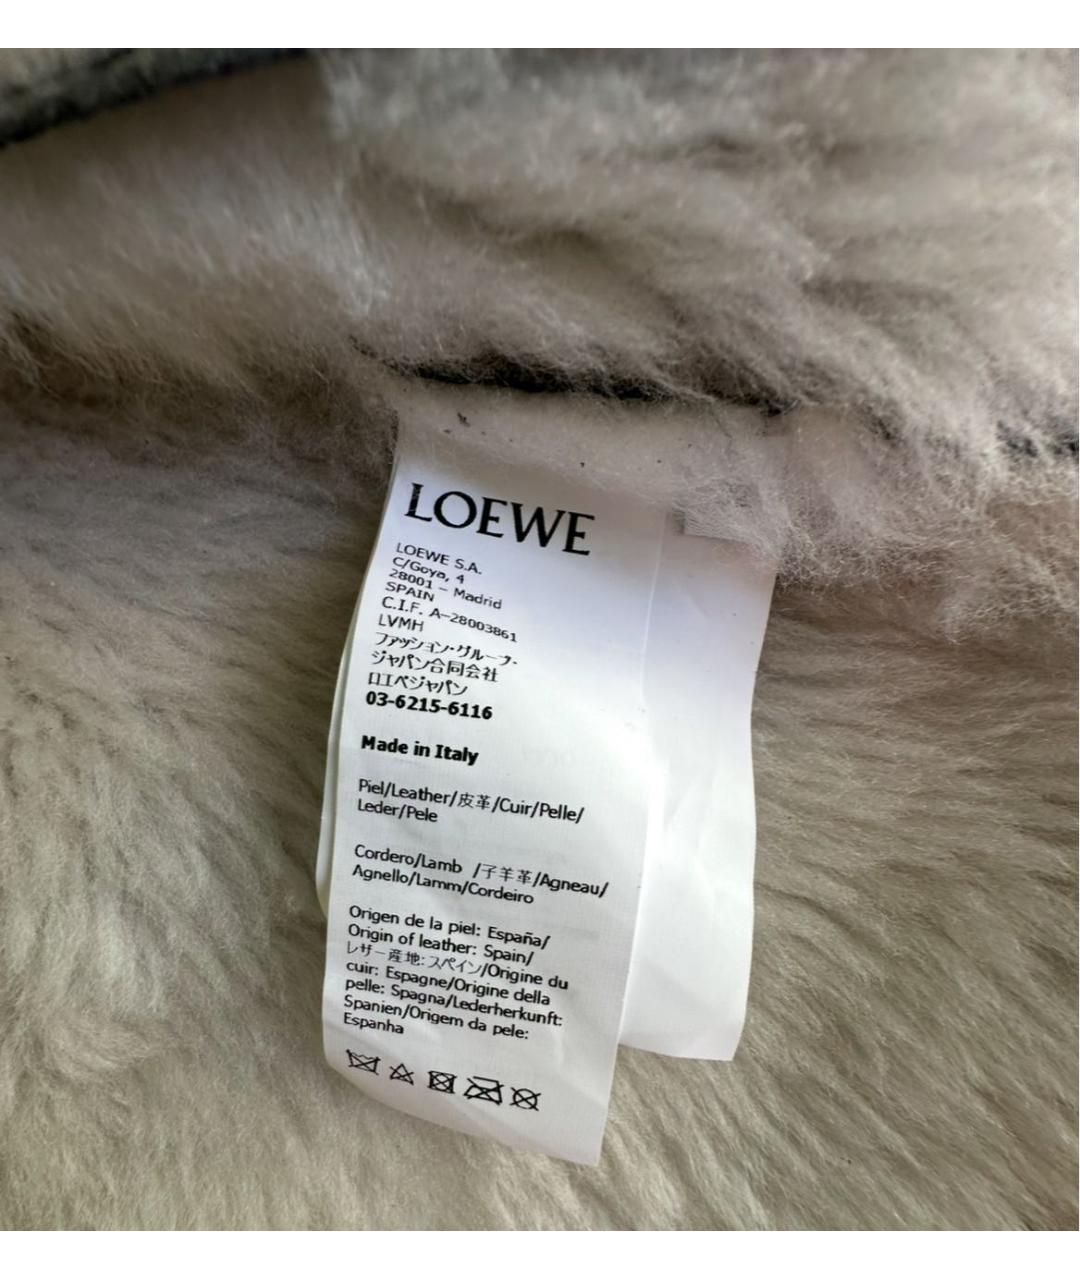 LOEWE
LOEWE S.A.
C/Goya, 4
28001 – Madrid
SPAIN
C.I.F. A-28003861
LVMH
ファッション・グループ・
ジャパン合同会社
ロエベジャパン
03-6215-6116
Made in Italy
Piel/Leather/皮革/Cuir/Pelle/
Leder/Pele
Cordero/Lamb /子羊革/Agneau/
Agnello/Lamm/Cordeiro
Origen de la piel: España/
Origin of leather: Spain/
レザー産地: スペイン/Origine du
cuir: Espagne/Origine della
pelle: Spagna/Lederherkunft:
Spanien/Origem da pele:
Espanha